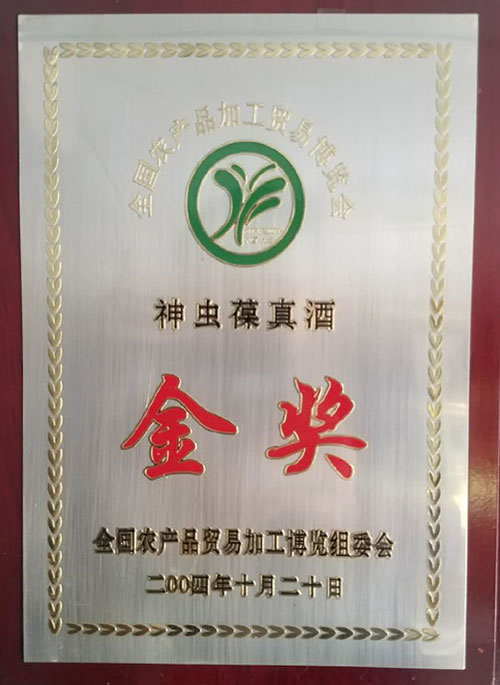 全国农产品加工贸易博览会
神虫葆真酒
金奖
全国农产品贸易加工博览组委会
二00四年十月二十日